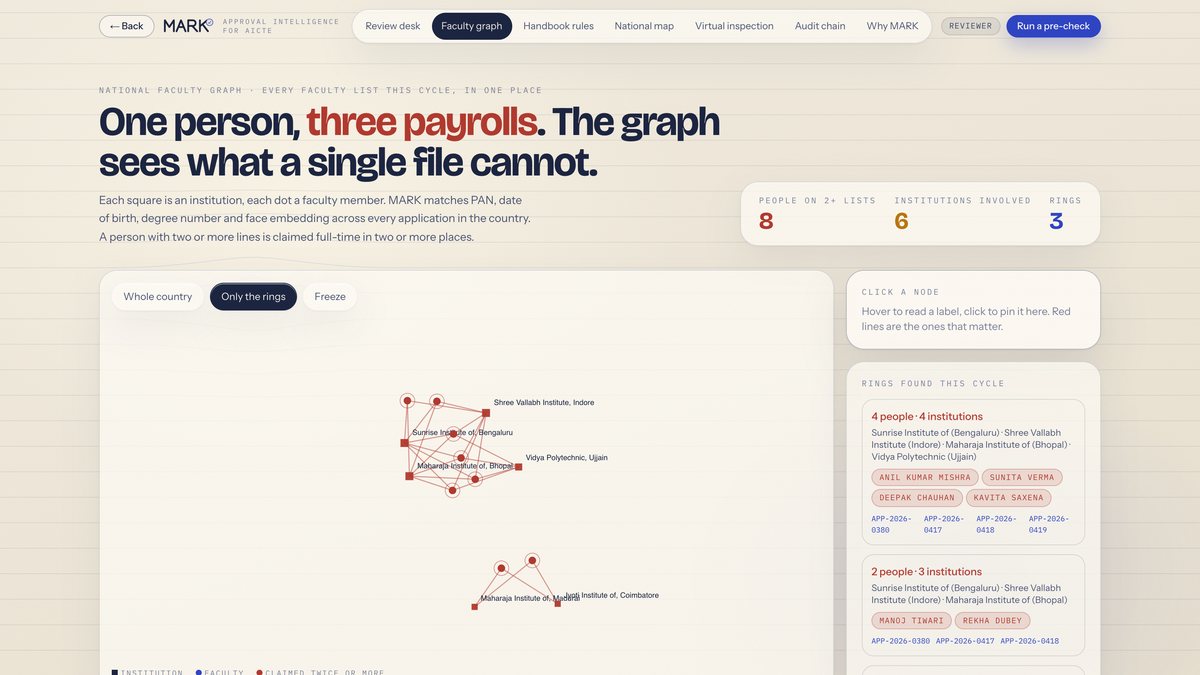 ← Back
MARK
APPROVAL INTELLIGENCE
FOR AICTE
Review desk
Faculty graph
Handbook rules
National map
Virtual inspection
Audit chain
Why MARK
REVIEWER
Run a pre-check
NATIONAL FACULTY GRAPH · EVERY FACULTY LIST THIS CYCLE, IN ONE PLACE
One person, three payrolls. The graph
sees what a single file cannot.
Each square is an institution, each dot a faculty member. MARK matches PAN, date
of birth, degree number and face embedding across every application in the country.
A person with two or more lines is claimed full-time in two or more places.
PEOPLE ON 2+ LISTS
8
INSTITUTIONS INVOLVED
6
RINGS
3
Whole country
Only the rings
Freeze
Shree Vallabh Institute, Indore
Sunrise Institute of, Bengaluru
Vidya Polytechnic, Ujjain
Maharaja Institute of, Bhopal
Maharaja Institute of, Madurai
Jyoti Institute of, Coimbatore
INSTITUTION
FACULTY
CLAIMED TWICE OR MORE
CLICK A NODE
Hover to read a label, click to pin it here. Red
lines are the ones that matter.
RINGS FOUND THIS CYCLE
4 people · 4 institutions
Sunrise Institute of (Bengaluru) · Shree Vallabh
Institute (Indore) · Maharaja Institute of (Bhopal) ·
Vidya Polytechnic (Ujjain)
ANIL KUMAR MISHRA
SUNITA VERMA
DEEPAK CHAUHAN
KAVITA SAXENA
APP-2026-0380
APP-2026-0417
APP-2026-0418
APP-2026-0419
2 people · 3 institutions
Sunrise Institute of (Bengaluru) · Shree Vallabh
Institute (Indore) · Maharaja Institute of (Bhopal)
MANOJ TIWARI
REKHA DUBEY
APP-2026-0380 APP-2026-0417 APP-2026-0418